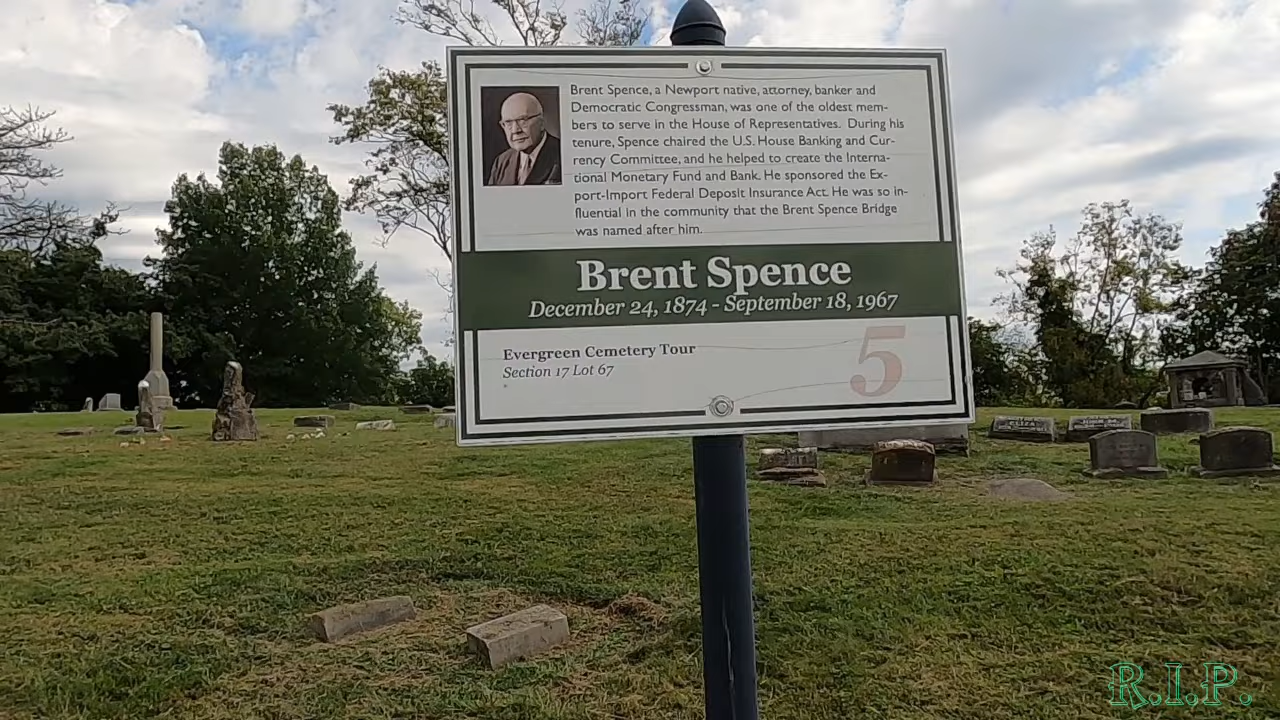 Brent Spence, a Newport native, attorney, banker and
Democratic Congressman, was one of the oldest mem-
bers to serve in the House of Representatives. During his
tenure, Spence chaired the U.S. House Banking and Cur-
rency Committee, and he helped to create the Interna-
tional Monetary Fund and Bank. He sponsored the Ex-
port-Import Federal Deposit Insurance Act. He was so in-
fluential in the community that the Brent Spence Bridge
was named after him.
Brent Spence
December 24, 1874 - September 18, 1967
Evergreen Cemetery Tour
Section 17 Lot 67
5
ELIZA
R.I.P.